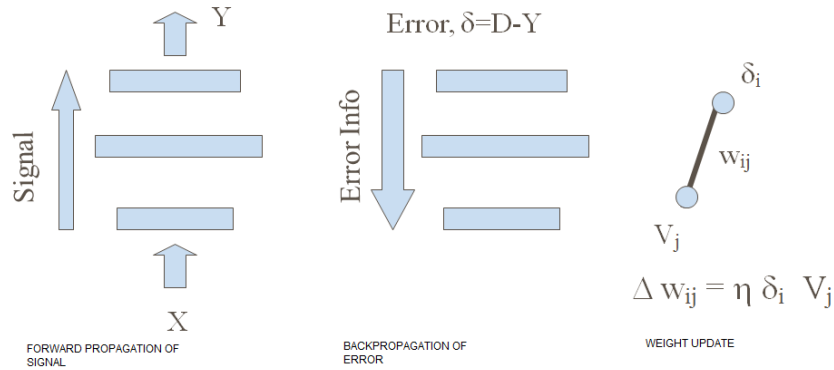 Y
Signal
X
FORWARD PROPAGATION OF
SIGNAL
Error, δ=D-Y
Error Info
BACKPROPAGATION OF
ERROR
δi
wij
Vj
Δ wij = η δi Vj
WEIGHT UPDATE